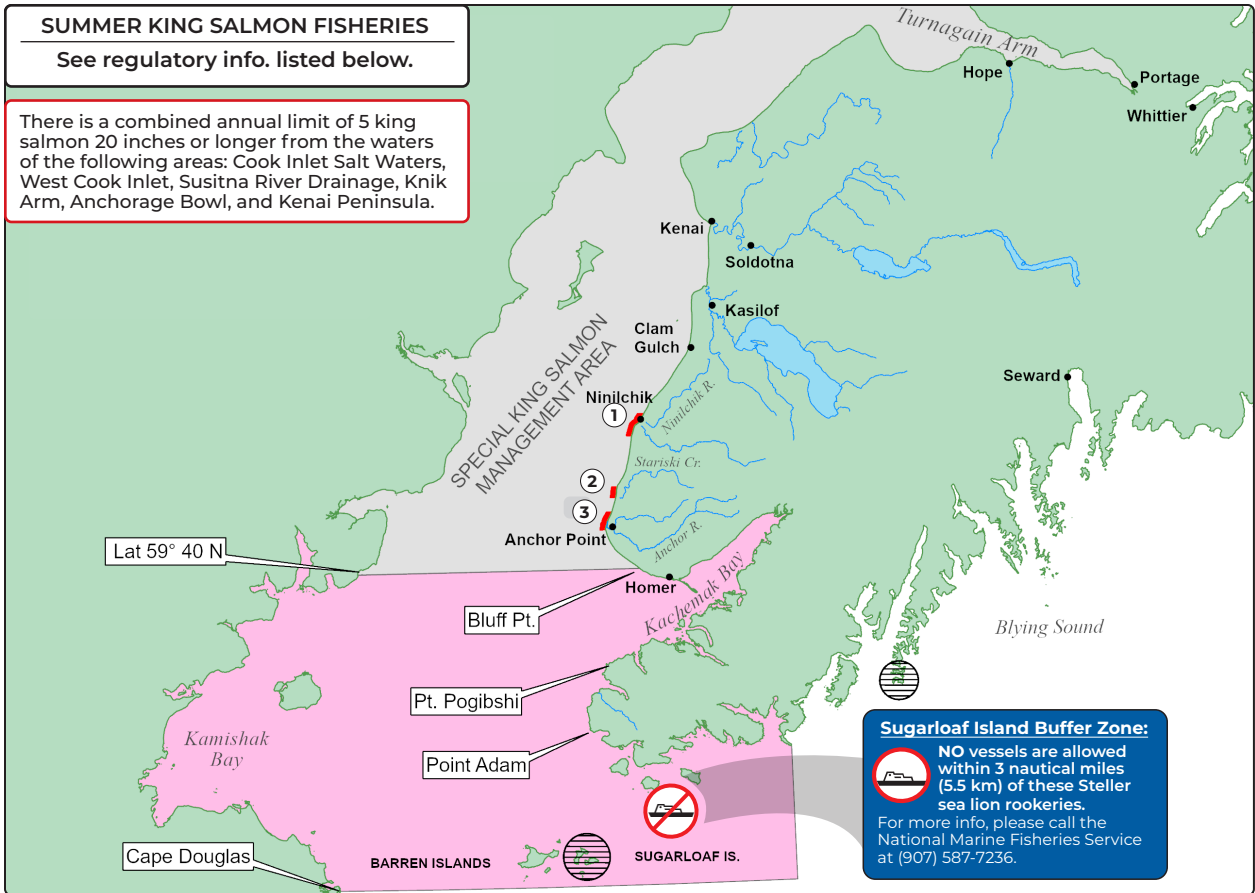 SUMMER KING SALMON FISHERIES
See regulatory info. listed below.
There is a combined annual limit of 5 king
salmon 20 inches or longer from the waters
of the following areas: Cook Inlet Salt Waters,
West Cook Inlet, Susitna River Drainage, Knik
Arm, Anchorage Bowl, and Kenai Peninsula.
Turnagain Arm
Hope
Portage
Whittier
Kenai
Soldotna
Kasilof
Clam
Gulch
Seward
SPECIAL KING SALMON
MANAGEMENT AREA
Ninilchik
1
Ninilchik R.
Stariski Cr.
2
3
Anchor Point
Anchor R.
Lat 59° 40 N
Homer
Bluff Pt.
Kachemak Bay
Blying Sound
Pt. Pogibshi
Kamishak
Bay
Point Adam
Sugarloaf Island Buffer Zone:
NO vessels are allowed
within 3 nautical miles
(5.5 km) of these Steller
sea lion rookeries.
For more info, please call the
National Marine Fisheries Service
at (907) 587-7236.
Cape Douglas
BARREN ISLANDS
SUGARLOAF IS.